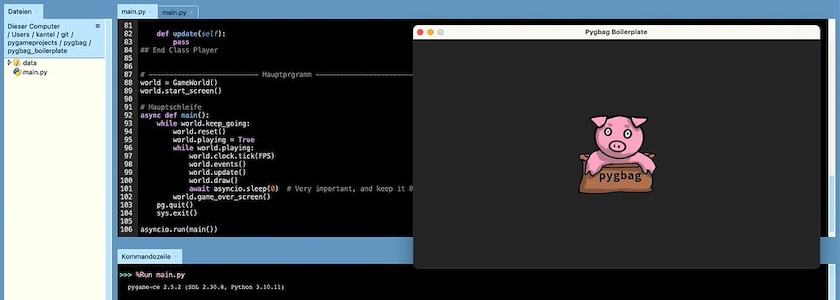 Dateien
Dieser Computer
/ Users / kantel / git /
pygameprojects / pygbag /
pygbag_boilerplate
data
main.py
main.py
main.py
81
82 def update(self):
83 pass
84 ## End Class Player
85
86
87 # ---------------------------- Hauptprgramm ----------------------------
88 world = GameWorld()
89 world.start_screen()
90
91 # Hauptschleife
92 async def main():
93 while world.keep_going:
94 world.reset()
95 world.playing = True
96 while world.playing:
97 world.clock.tick(FPS)
98 world.events()
99 world.update()
100 world.draw()
101 await asyncio.sleep(0) # Very important, and keep it 0
102 world.game_over_screen()
103 pg.quit()
104 sys.exit()
105
106 asyncio.run(main())
Pygbag Boilerplate
pygbag
Kommandozeile
>>> %Run main.py
pygame-ce 2.5.2 (SDL 2.30.8, Python 3.10.11)